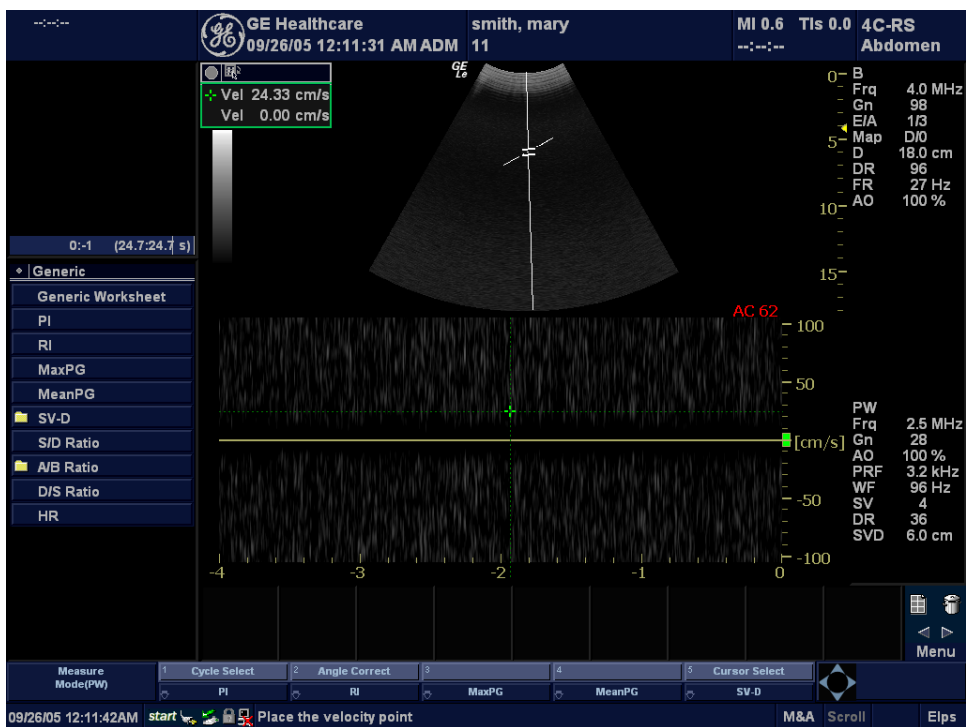 --:--:--
GE Healthcare
09/26/05 12:11:31 AM ADM
smith, mary
11
MI 0.6 TIs 0.0
--:--:--
4C-RS
Abdomen
Vel 24.33 cm/s
Vel 0.00 cm/s
GE
Le
0
5
10
15
B
Frq 4.0 MHz
Gn 98
E/A 1/3
Map D/0
D 18.0 cm
DR 96
FR 27 Hz
AO 100 %
0:-1 (24.7:24.7 s)
Generic
Generic Worksheet
PI
RI
MaxPG
MeanPG
SV-D
S/D Ratio
A/B Ratio
D/S Ratio
HR
AC 62
100
50
[cm/s]
-50
-100
-4 -3 -2 -1 0
PW
Frq 2.5 MHz
Gn 28
AO 100 %
PRF 3.2 kHz
WF 96 Hz
SV 4
DR 36
SVD 6.0 cm
Menu
Measure
Mode(PW)
1 Cycle Select 2 Angle Correct 3 4 5 Cursor Select
PI RI MaxPG MeanPG SV-D
09/26/05 12:11:42AM start Place the velocity point M&A Scroll Elps